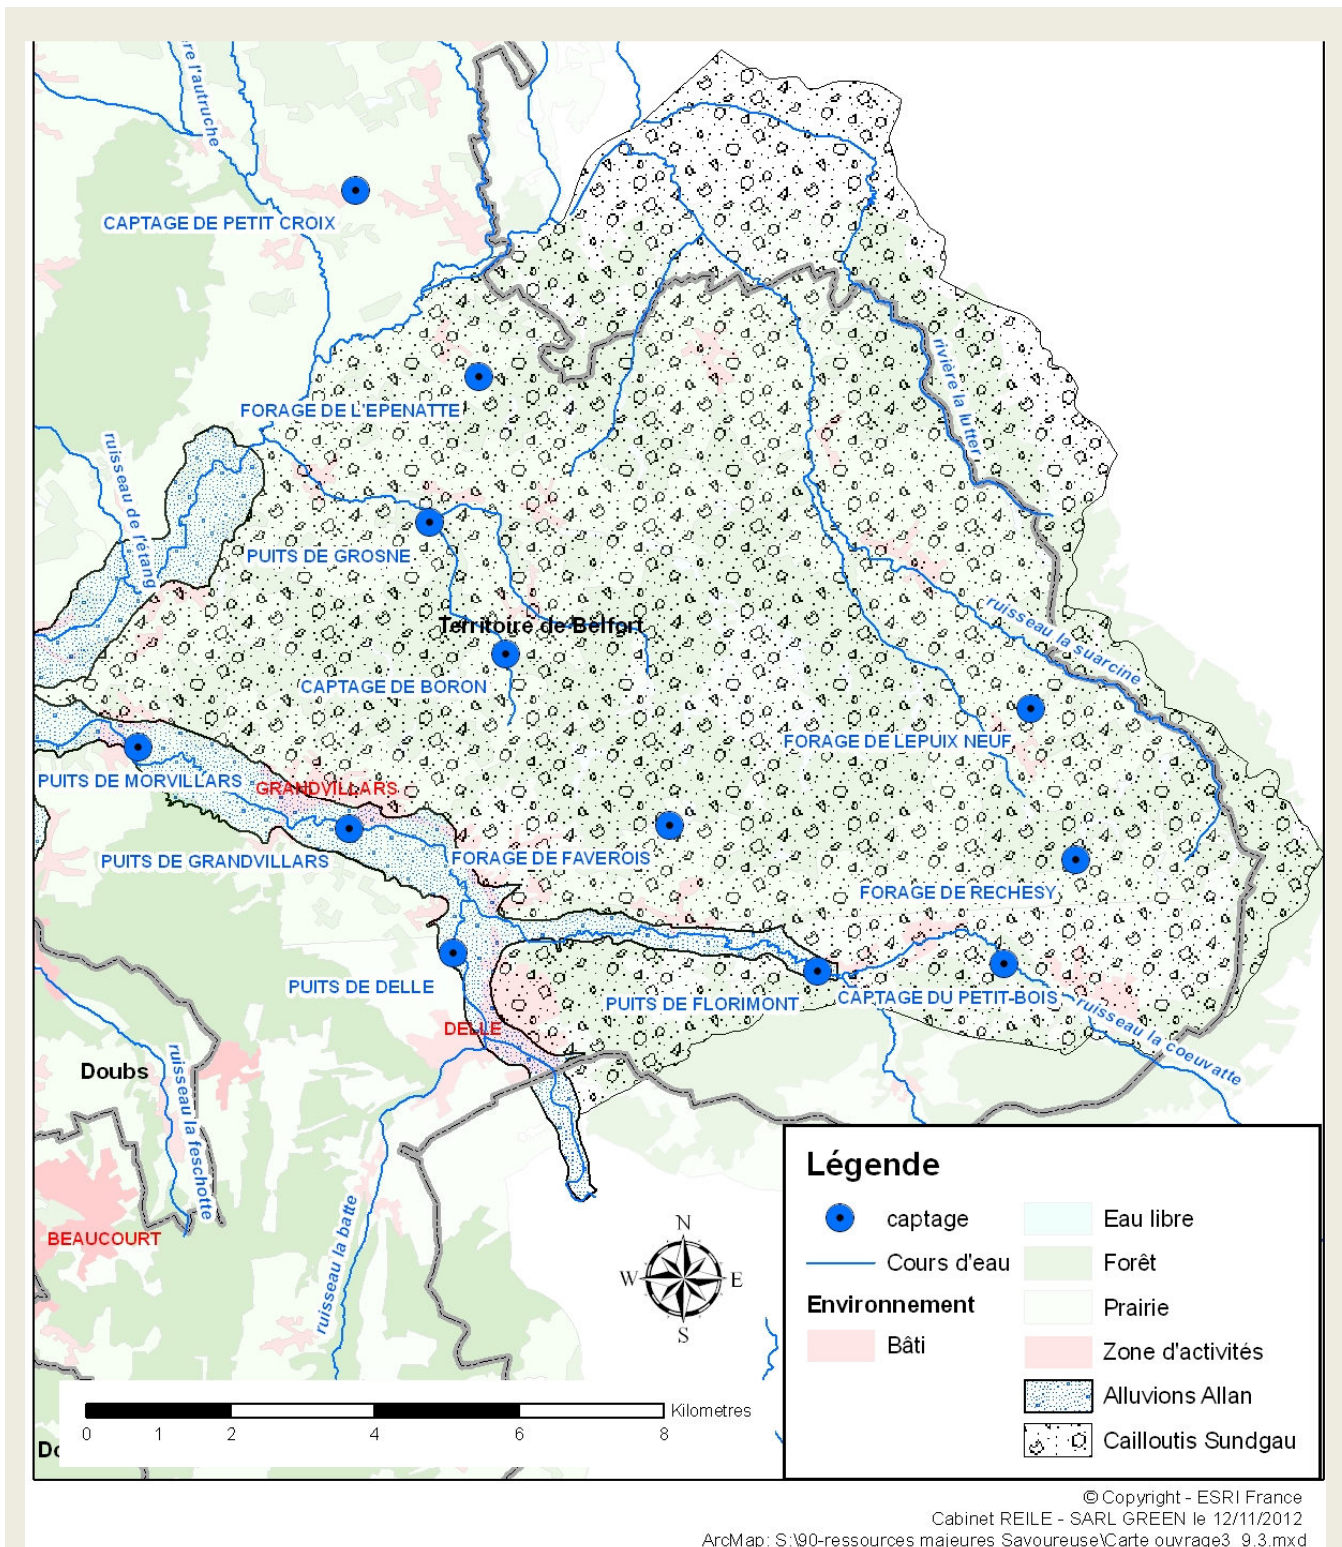 ère l'autruche
CAPTAGE DE PETIT CROIX
rivière la lutter
FORAGE DE L'EPENATTE
ruisseau de l'étang
PUITS DE GROSNE
ruisseau la suarcine
Territoire de Belfort
CAPTAGE DE BORON
FORAGE DE LEPUIX NEUF
PUITS DE MORVILLARS
GRANDVILLARS
PUITS DE GRANDVILLARS
FORAGE DE FAVEROIS
FORAGE DE RECHESY
PUITS DE DELLE
PUITS DE FLORIMONT
CAPTAGE DU PETIT-BOIS
ruisseau la coeuvatte
DELLE
Doubs
ruisseau la feschotte
BEAUCOURT
ruisseau la batte
N
W
E
S
Légende
captage
Cours d'eau
Environnement
Bâti
Eau libre
Forêt
Prairie
Zone d'activités
Alluvions Allan
Cailloutis Sundgau
Kilometres
0 1 2 4 6 8
Do
© Copyright - ESRI France
Cabinet REILE - SARL GREEN le 12/11/2012
ArcMap: S:\90-ressources majeures Savoureuse\Carte ouvrage3_9.3.mxd